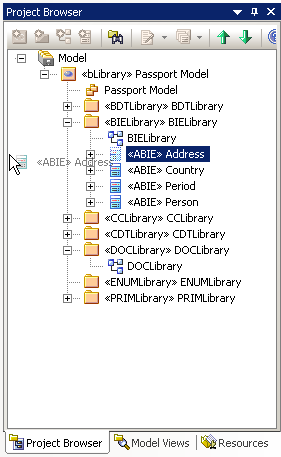 Project Browser
Model
«bLibrary» Passport Model
Passport Model
«BDTLibrary» BDTLibrary
«BIELibrary» BIELibrary
BIELibrary
«ABIE» Address
«ABIE» Address
«ABIE» Country
«ABIE» Period
«ABIE» Person
«CCLibrary» CCLibrary
«CDTLibrary» CDTLibrary
«DOCLibrary» DOCLibrary
DOCLibrary
«ENUMLibrary» ENUMLibrary
«PRIMLibrary» PRIMLibrary
Project Browser Model Views Resources